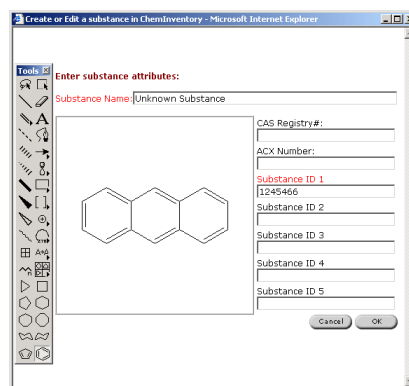 Create or Edit a substance in ChemInventory - Microsoft Internet Explorer
Tools
Enter substance attributes:
Substance Name: Unknown Substance
CAS Registry#:
ACX Number:
Substance ID 1
1245466
Substance ID 2
Substance ID 3
Substance ID 4
Substance ID 5
Cancel OK
A